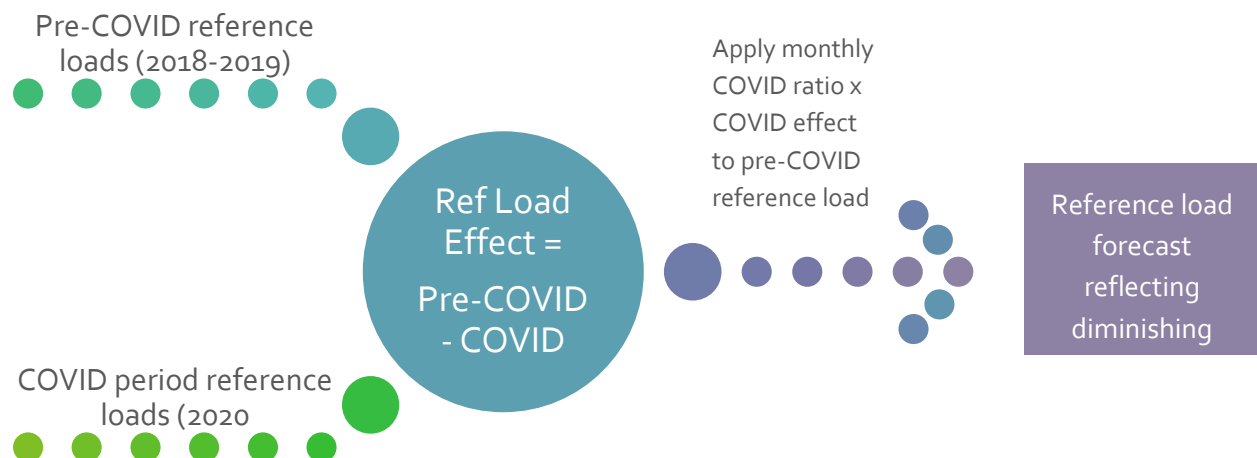 Pre-COVID reference
loads (2018-2019)
COVID period reference
loads (2020
Ref Load
Effect =
Pre-COVID
- COVID
Apply monthly
COVID ratio x
COVID effect
to pre-COVID
reference load
Reference load
forecast
reflecting
diminishing